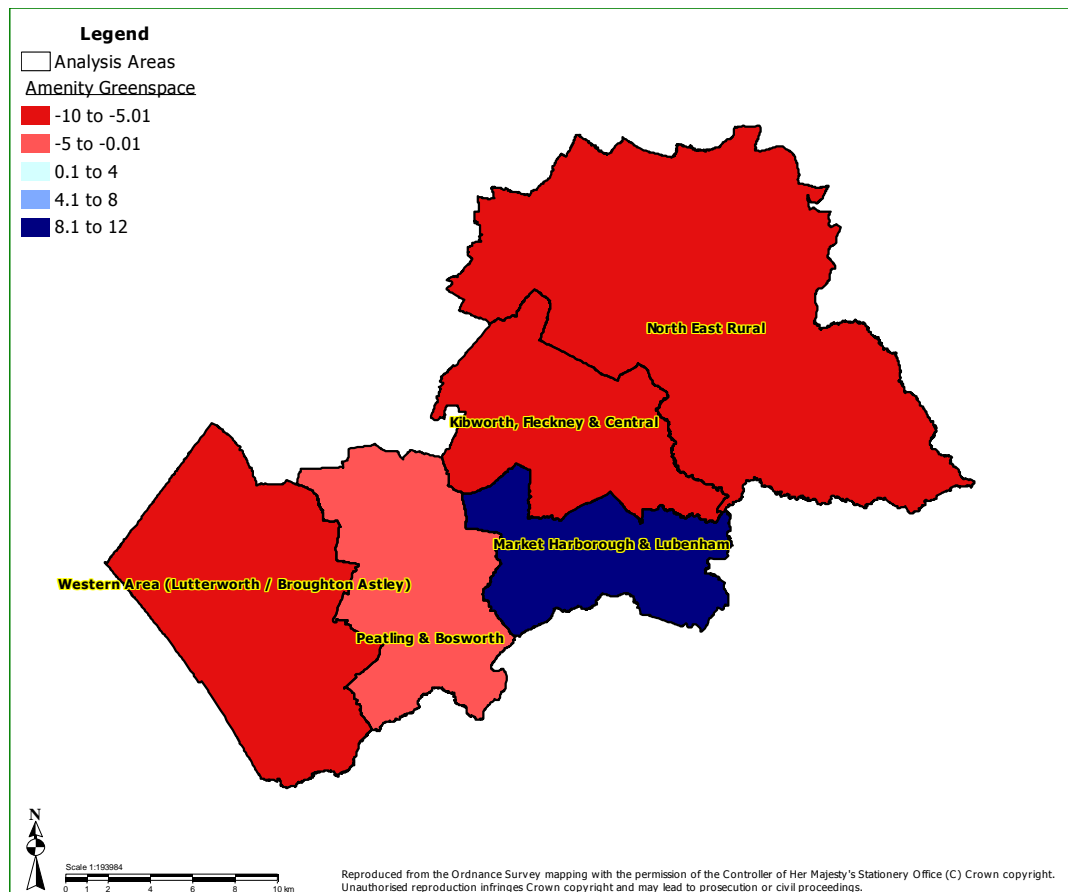 Legend
Analysis Areas
Amenity Greenspace
-10 to -5.01
-5 to -0.01
0.1 to 4
4.1 to 8
8.1 to 12
North East Rural
Kibworth, Fleckney & Central
Market Harborough & Lubenham
Western Area (Lutterworth / Broughton Astley)
Peatling & Bosworth
N
Scale 1:193984
0 1 2 4 6 8 10 km
Reproduced from the Ordnance Survey mapping with the permission of the Controller of Her Majesty's Stationery Office (C) Crown copyright.
Unauthorised reproduction infringes Crown copyright and may lead to prosecution or civil proceedings.